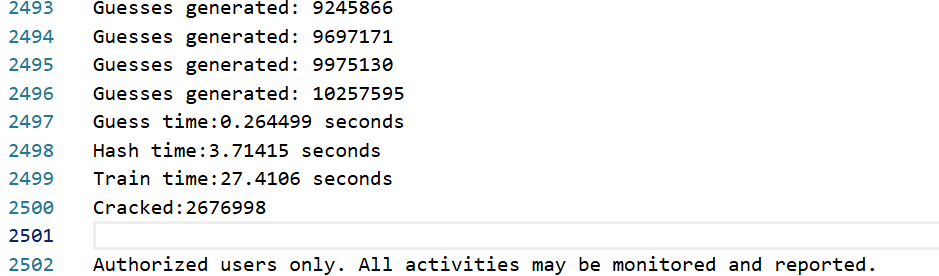 2493 Guesses generated: 9245866
2494 Guesses generated: 9697171
2495 Guesses generated: 9975130
2496 Guesses generated: 10257595
2497 Guess time:0.264499 seconds
2498 Hash time:3.71415 seconds
2499 Train time:27.4106 seconds
2500 Cracked:2676998
2501
2502 Authorized users only. All activities may be monitored and reported.